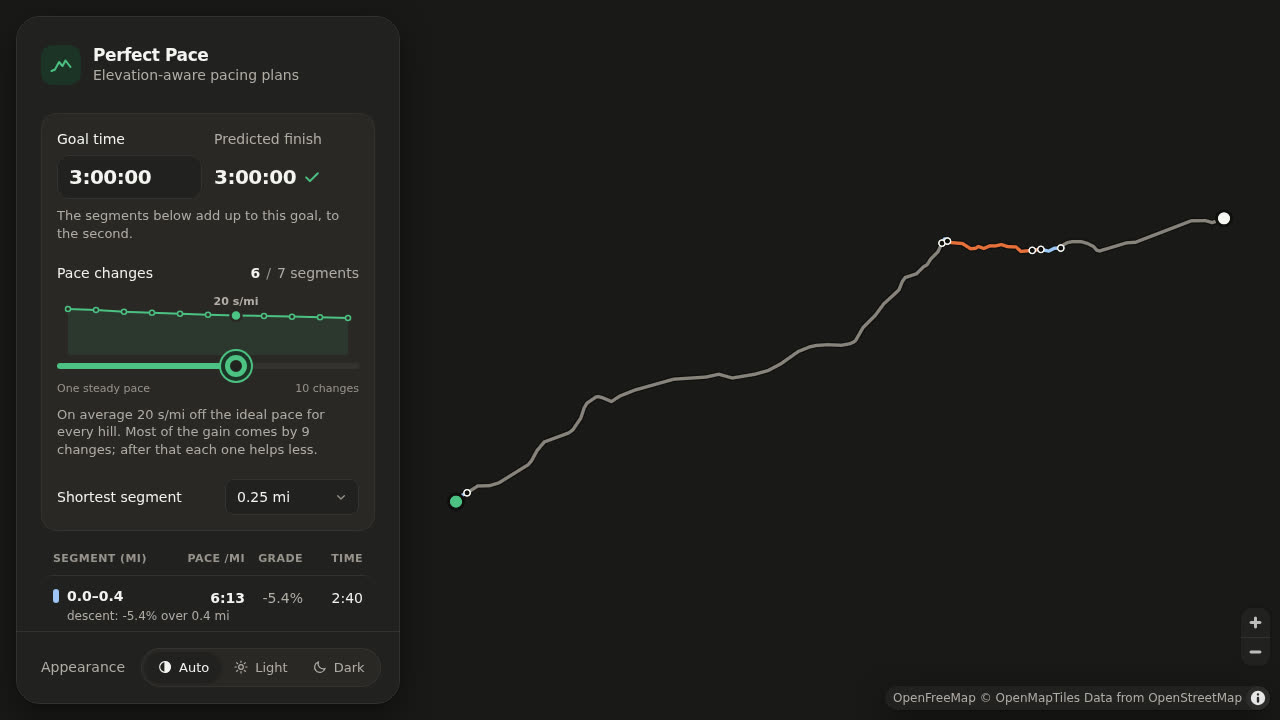 Perfect Pace
Elevation-aware pacing plans
Goal time
Predicted finish
3:00:00
3:00:00
The segments below add up to this goal, to
the second.
Pace changes
6 / 7 segments
20 s/mi
One steady pace
10 changes
On average 20 s/mi off the ideal pace for
every hill. Most of the gain comes by 9
changes; after that each one helps less.
Shortest segment
0.25 mi
SEGMENT (MI) PACE /MI GRADE TIME
0.0–0.4 6:13 -5.4% 2:40
descent: -5.4% over 0.4 mi
Appearance
Auto
Light
Dark
OpenFreeMap © OpenMapTiles Data from OpenStreetMap